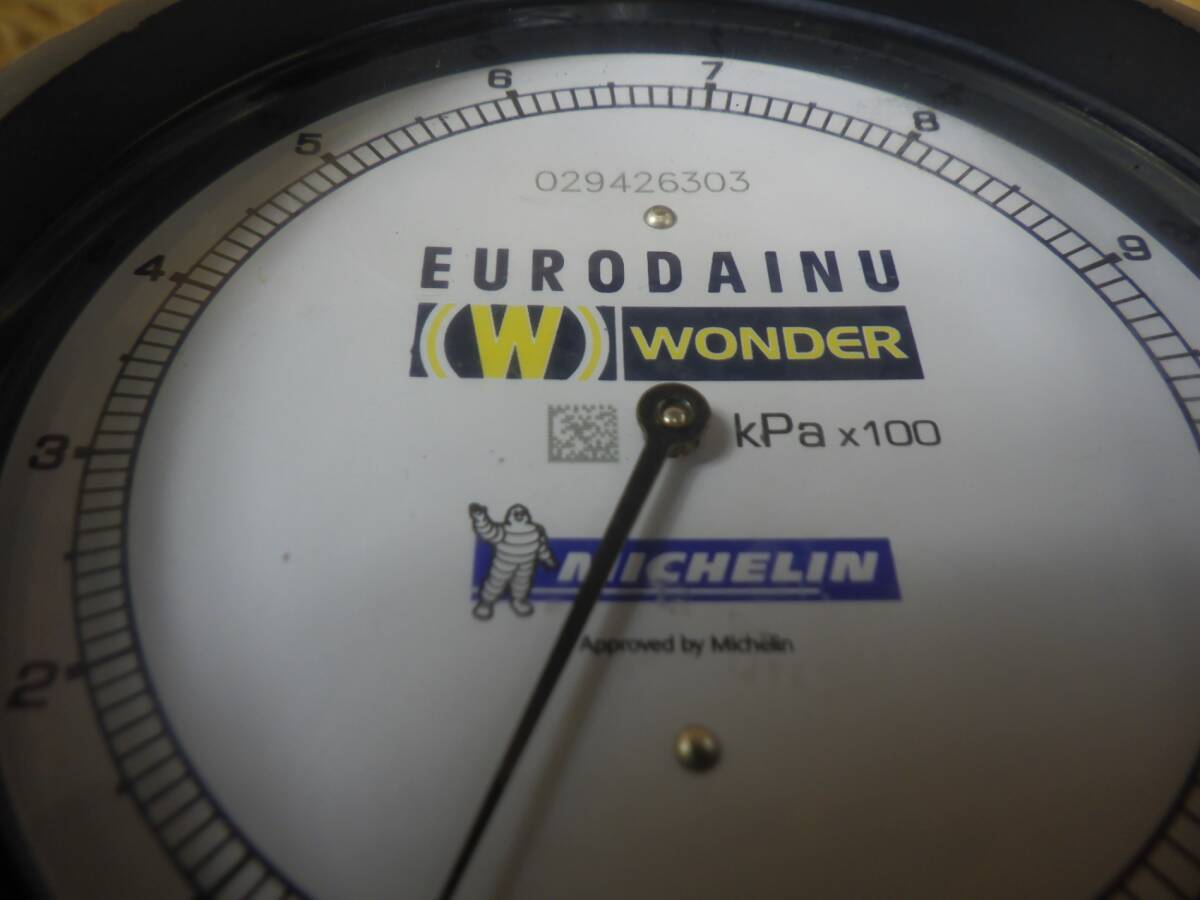 2
3
4
5
6
7
8
9
029426303
EURODAINU
W WONDER
kPa x100
MICHELIN
Approved by Michelin